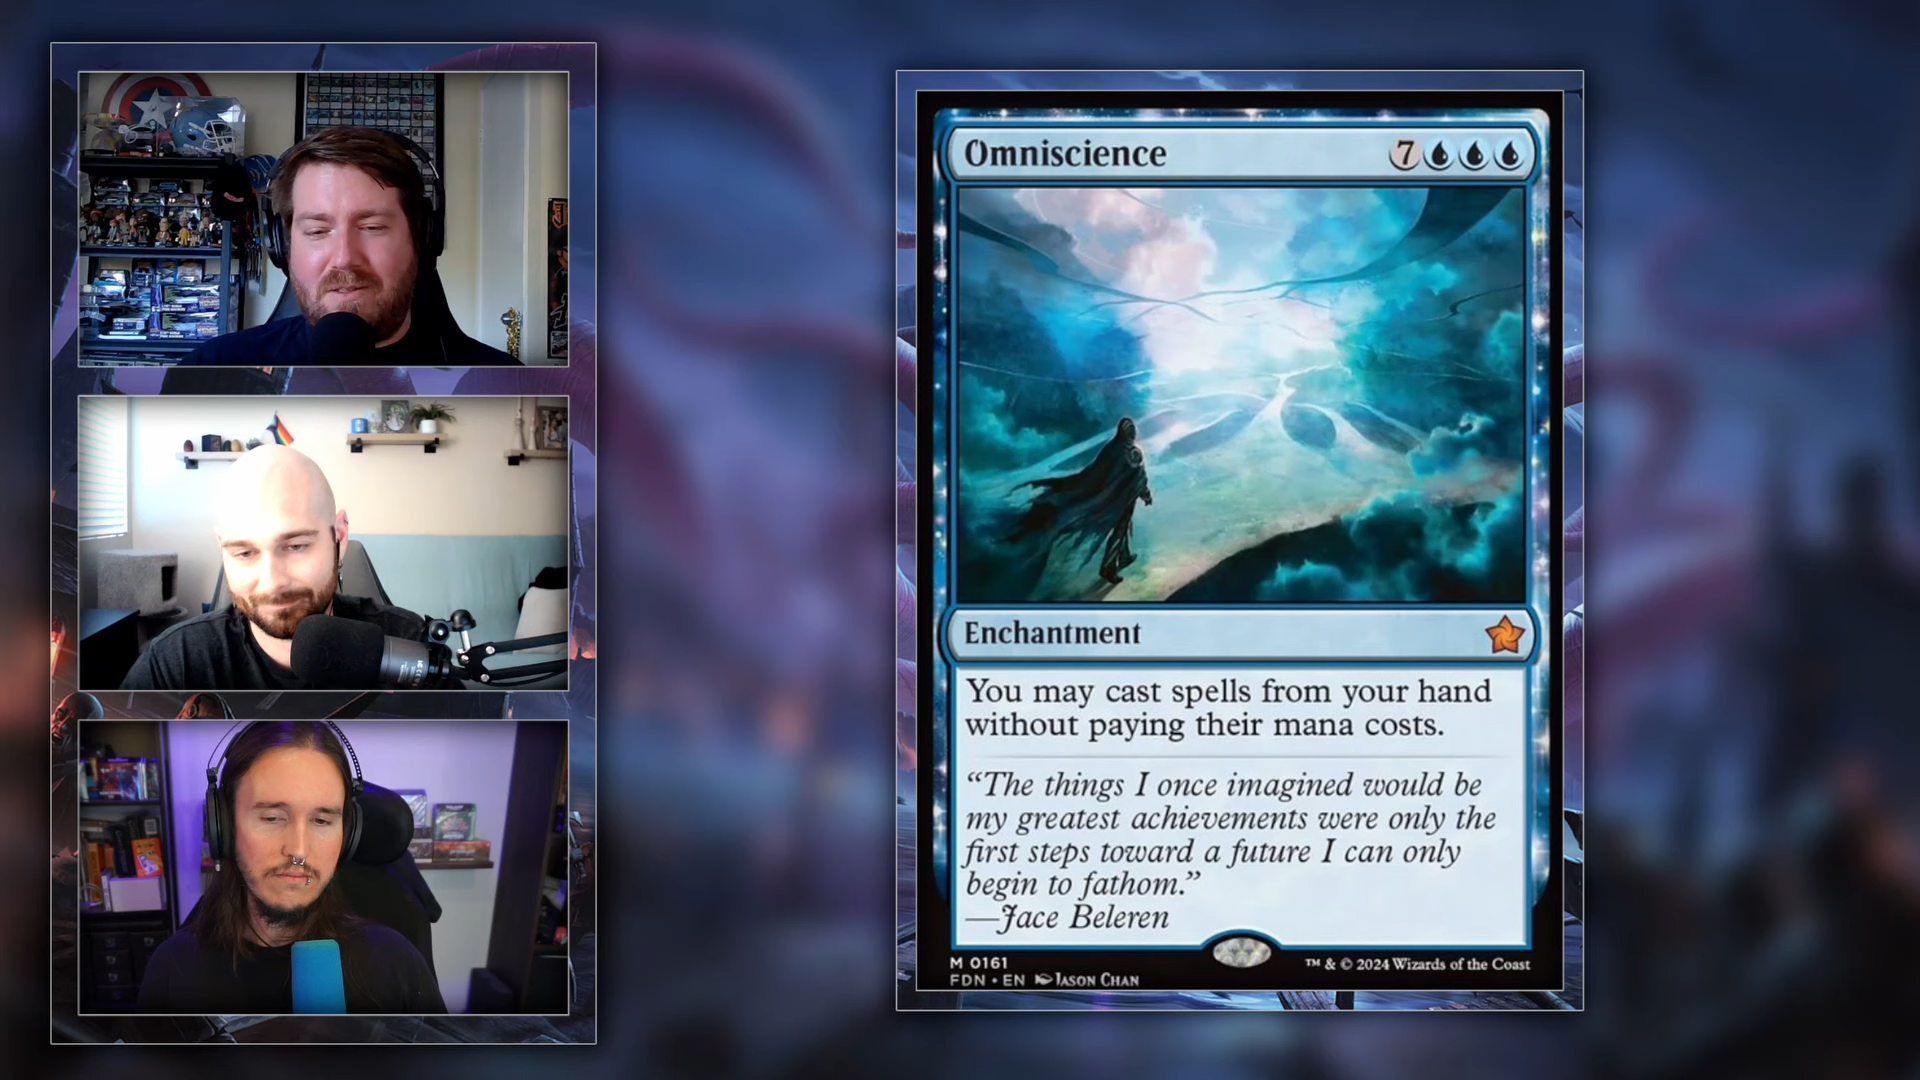 Omniscience 7
Enchantment
You may cast spells from your hand
without paying their mana costs.
“The things I once imagined would be
my greatest achievements were only the
first steps toward a future I can only
begin to fathom.”
—Jace Beleren
M 0161
FDN • EN Jason Chan
™ & © 2024 Wizards of the Coast